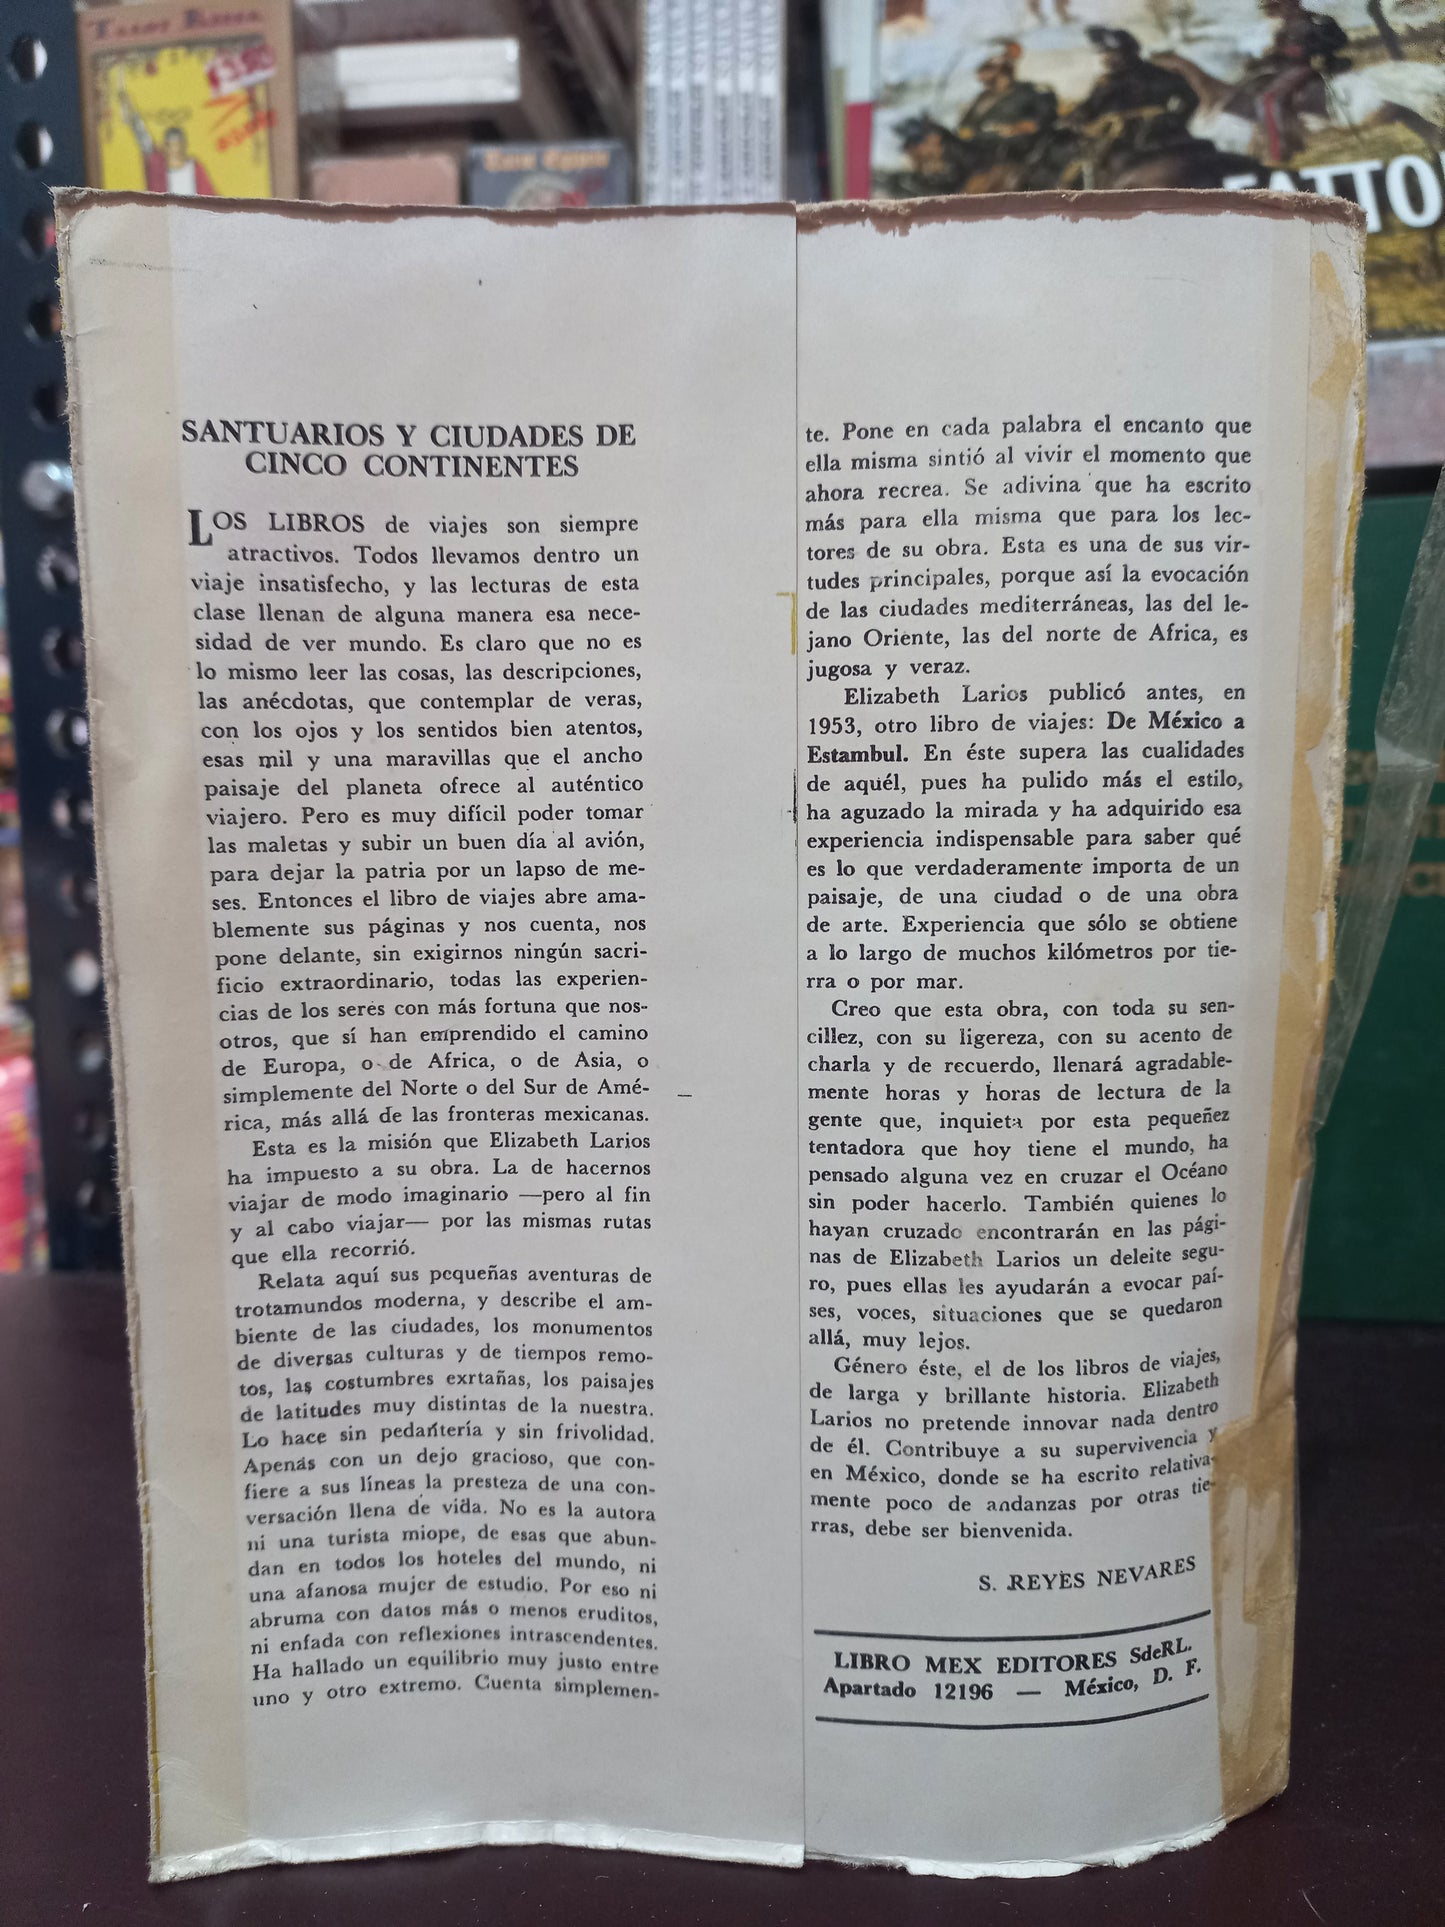 SANTUARIOS Y CIUDADES DE
CINCO CONTINENTES
LOS LIBROS de viajes son siempre
atractivos. Todos llevamos dentro un
viaje insatisfecho, y las lecturas de esta
clase llenan de alguna manera esa nece-
sidad de ver mundo. Es claro que no es
lo mismo leer las cosas, las descripciones,
las anécdotas, que contemplar de veras,
con los ojos y los sentidos bien atentos,
esas mil y una maravillas que el ancho
paisaje del planeta ofrece al auténtico
viajero. Pero es muy difícil poder tomar
las maletas y subir un buen día al avión,
para dejar la patria por un lapso de me-
ses. Entonces el libro de viajes abre ama-
blemente sus páginas y nos cuenta, nos
pone delante, sin exigirnos ningún sacri-
ficio extraordinario, todas las experien-
cias de los seres con más fortuna que nos-
otros, que sí han emprendido el camino
de Europa, o de Africa, o de Asia, o
simplemente del Norte o del Sur de Amé-
rica, más allá de las fronteras mexicanas.
Esta es la misión que Elizabeth Larios
ha impuesto a su obra. La de hacernos
viajar de modo imaginario —pero al fin
y al cabo viajar— por las mismas rutas
que ella recorrió.
Relata aquí sus pequeñas aventuras de
trotamundos moderna, y describe el am-
biente de las ciudades, los monumentos
de diversas culturas y de tiempos remo-
tos, las costumbres exrtañas, los paisajes
de latitudes muy distintas de la nuestra.
Lo hace sin pedantería y sin frivolidad.
Apenas con un dejo gracioso, que con-
fiere a sus líneas la presteza de una con-
versación llena de vida. No es la autora
ni una turista miope, de esas que abun-
dan en todos los hoteles del mundo, ni
una afanosa mujer de estudio. Por eso ni
abruma con datos más o menos eruditos,
ni enfada con reflexiones intrascendentes.
Ha hallado un equilibrio muy justo entre
uno y otro extremo. Cuenta simplemen-
te. Pone en cada palabra el encanto que
ella misma sintió al vivir el momento que
ahora recrea. Se adivina que ha escrito
más para ella misma que para los lec-
tores de su obra. Esta es una de sus vir-
tudes principales, porque así la evocación
de las ciudades mediterráneas, las del le-
jano Oriente, las del norte de Africa, es
jugosa y veraz.
Elizabeth Larios publicó antes, en
1953, otro libro de viajes: De México a
Estambul. En éste supera las cualidades
de aquél, pues ha pulido más el estilo,
ha aguzado la mirada y ha adquirido esa
experiencia indispensable para saber qué
es lo que verdaderamente importa de un
paisaje, de una ciudad o de una obra
de arte. Experiencia que sólo se obtiene
a lo largo de muchos kilómetros por tie-
rra o por mar.
Creo que esta obra, con toda su sen-
cillez, con su ligereza, con su acento de
charla y de recuerdo, llenará agradable-
mente horas y horas de lectura de la
gente que, inquieta por esta pequeñez
tentadora que hoy tiene el mundo, ha
pensado alguna vez en cruzar el Océano
sin poder hacerlo. También quienes lo
hayan cruzado encontrarán en las pági-
nas de Elizabeth Larios un deleite segu-
ro, pues ellas les ayudarán a evocar paí-
ses, voces, situaciones que se quedaron
allá, muy lejos.
Género éste, el de los libros de viajes,
de larga y brillante historia. Elizabeth
Larios no pretende innovar nada dentro
de él. Contribuye a su supervivencia y
en México, donde se ha escrito relativa-
mente poco de andanzas por otras tie-
rras, debe ser bienvenida.
S. REYES NEVARES
LIBRO MEX EDITORES SdeRL.
Apartado 12196 — México, D. F.
FATTO